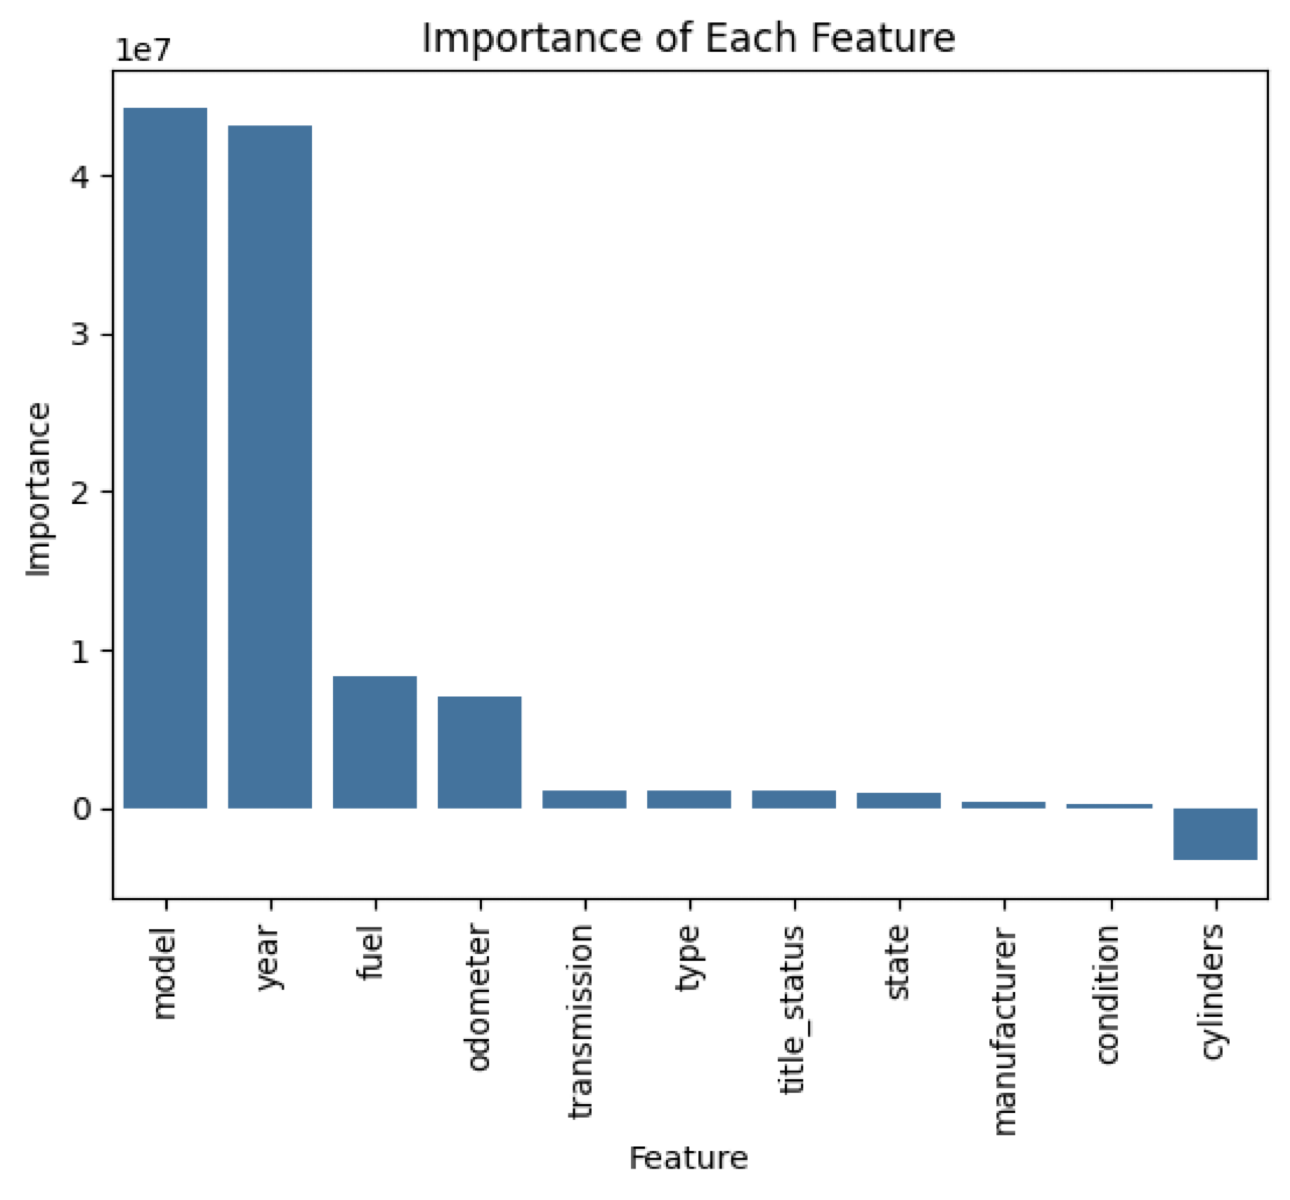 Importance of Each Feature
1e7
4
3
2
1
0
Importance
model
year
fuel
odometer
transmission
type
title_status
state
manufacturer
condition
cylinders
Feature